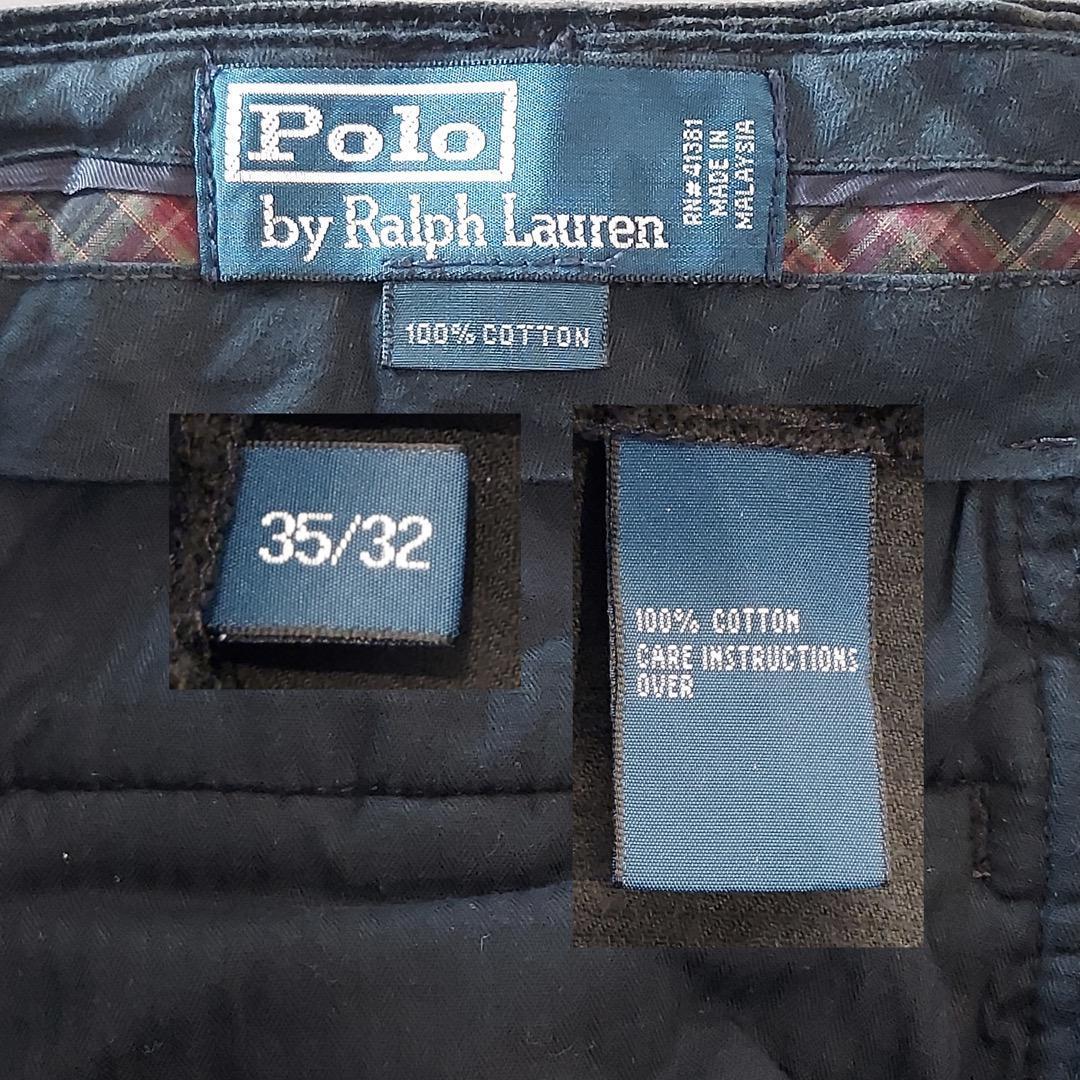 Polo
by Ralph Lauren
RN# 41381
MADE IN
MALAYSIA
100% COTTON
35/32
100% COTTON
CARE INSTRUCTIONS
OVER